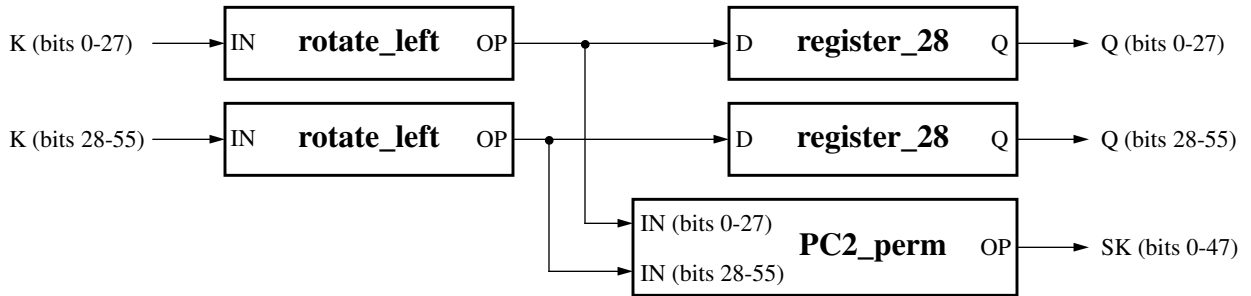 K (bits 0-27) IN rotate_left OP D register_28 Q Q (bits 0-27)
K (bits 28-55) IN rotate_left OP D register_28 Q Q (bits 28-55)
IN (bits 0-27)
PC2_perm OP SK (bits 0-47)
IN (bits 28-55)